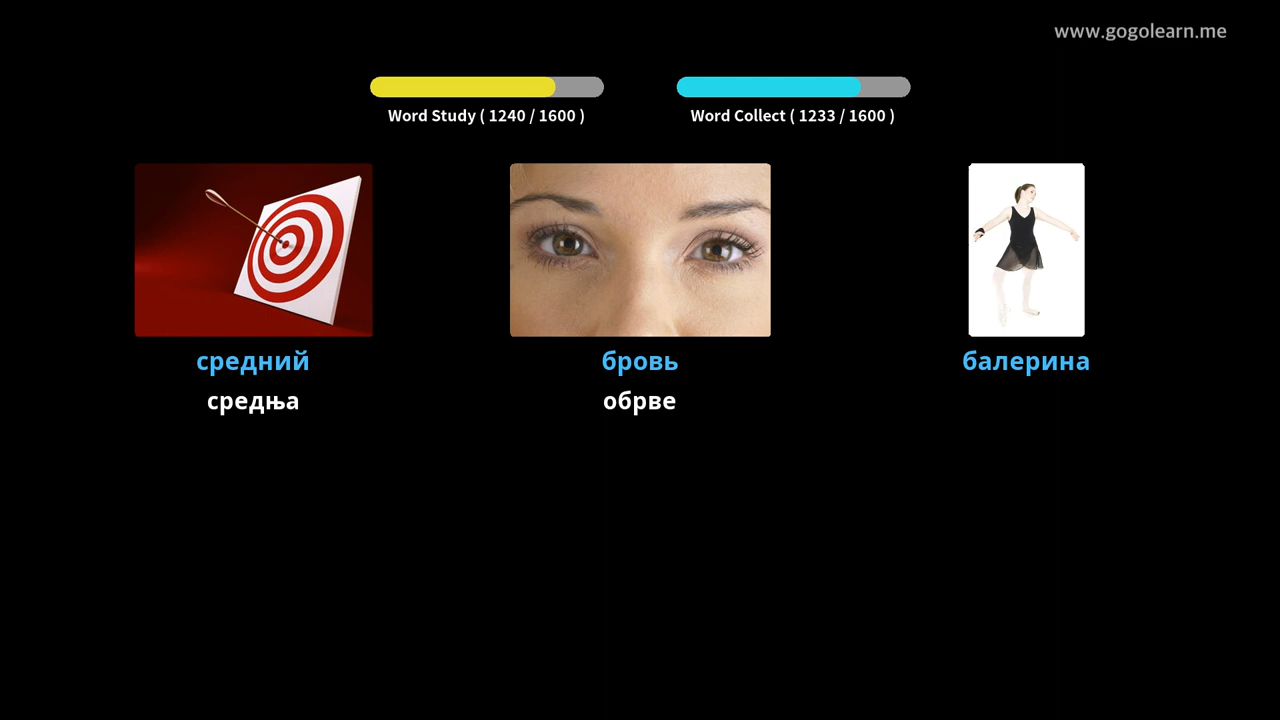 www.gogolearn.me
Word Study ( 1240 / 1600 )
Word Collect ( 1233 / 1600 )
средний
бровь
балерина
средња
обрве